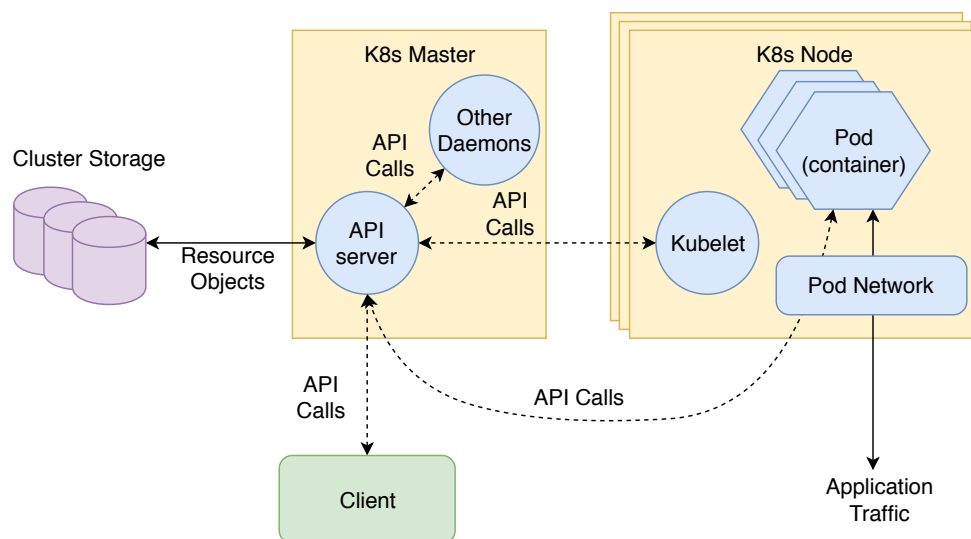 K8s Master
K8s Node
Other
Daemons
Pod
(container)
API
Calls
Cluster Storage
API
Calls
API
server
Kubelet
Resource
Objects
Pod Network
API
Calls
API Calls
Client
Application
Traffic